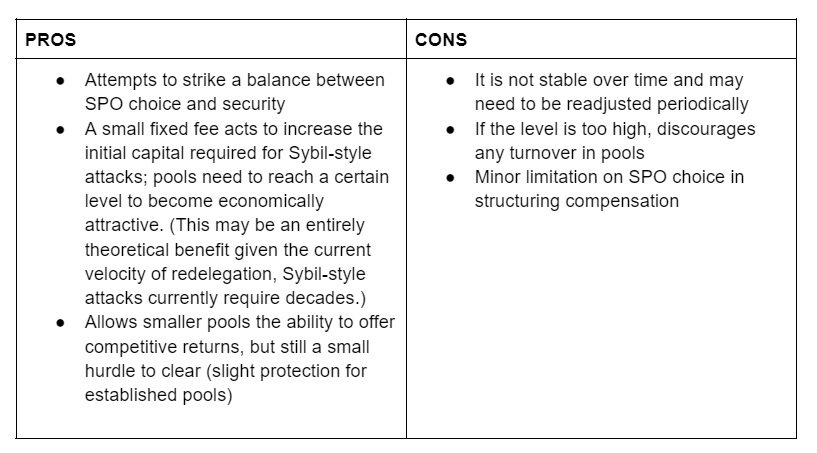 PROS
● Attempts to strike a balance between
SPO choice and security
● A small fixed fee acts to increase the
initial capital required for Sybil-style
attacks; pools need to reach a certain
level to become economically
attractive. (This may be an entirely
theoretical benefit given the current
velocity of redelegation, Sybil-style
attacks currently require decades.)
● Allows smaller pools the ability to offer
competitive returns, but still a small
hurdle to clear (slight protection for
established pools)
CONS
● It is not stable over time and may
need to be readjusted periodically
● If the level is too high, discourages
any turnover in pools
● Minor limitation on SPO choice in
structuring compensation